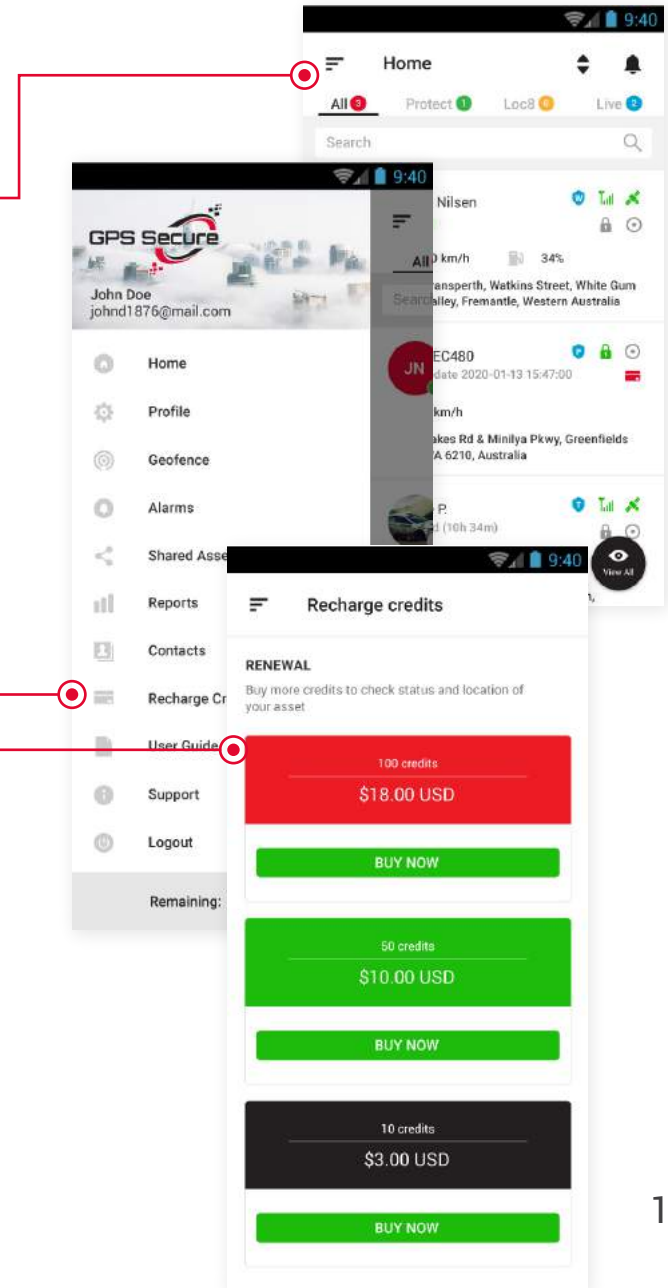 9:40
Home
All 3
Protect 1
Loc8 0
Live 2
Search
Nilsen
0 km/h
34%
Watkins Street, White Gum
Fremantle, Western Australia
9:40
GPS Secure
John Doe
johnd1876@mail.com
All
Search
Home
Profile
Geofence
Alarms
Shared Asse
Reports
Contacts
Recharge Cr
User Guide
Support
Logout
Remaining:
JN
EC480
date 2020-01-13 15:47:00
km/h
akes Rd & Minilya Pkwy, Greenfields
A 6210, Australia
P.
(10h 34m)
View All
9:40
Recharge credits
RENEWAL
Buy more credits to check status and location of
your asset
100 credits
$18.00 USD
BUY NOW
50 credits
$10.00 USD
BUY NOW
10 credits
$3.00 USD
BUY NOW
1